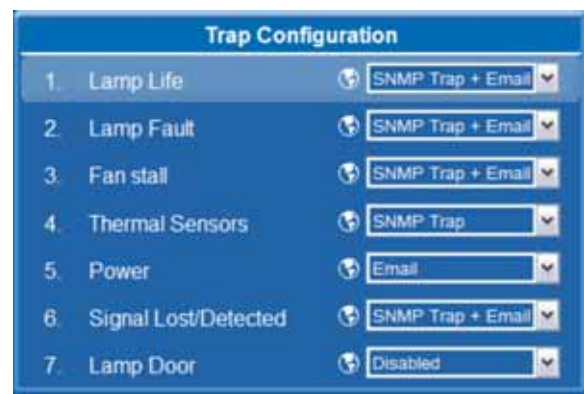 Trap Configuration
1. Lamp Life SNMP Trap + Email
2. Lamp Fault SNMP Trap + Email
3. Fan stall SNMP Trap + Email
4. Thermal Sensors SNMP Trap
5. Power Email
6. Signal Lost/Detected SNMP Trap + Email
7. Lamp Door Disabled